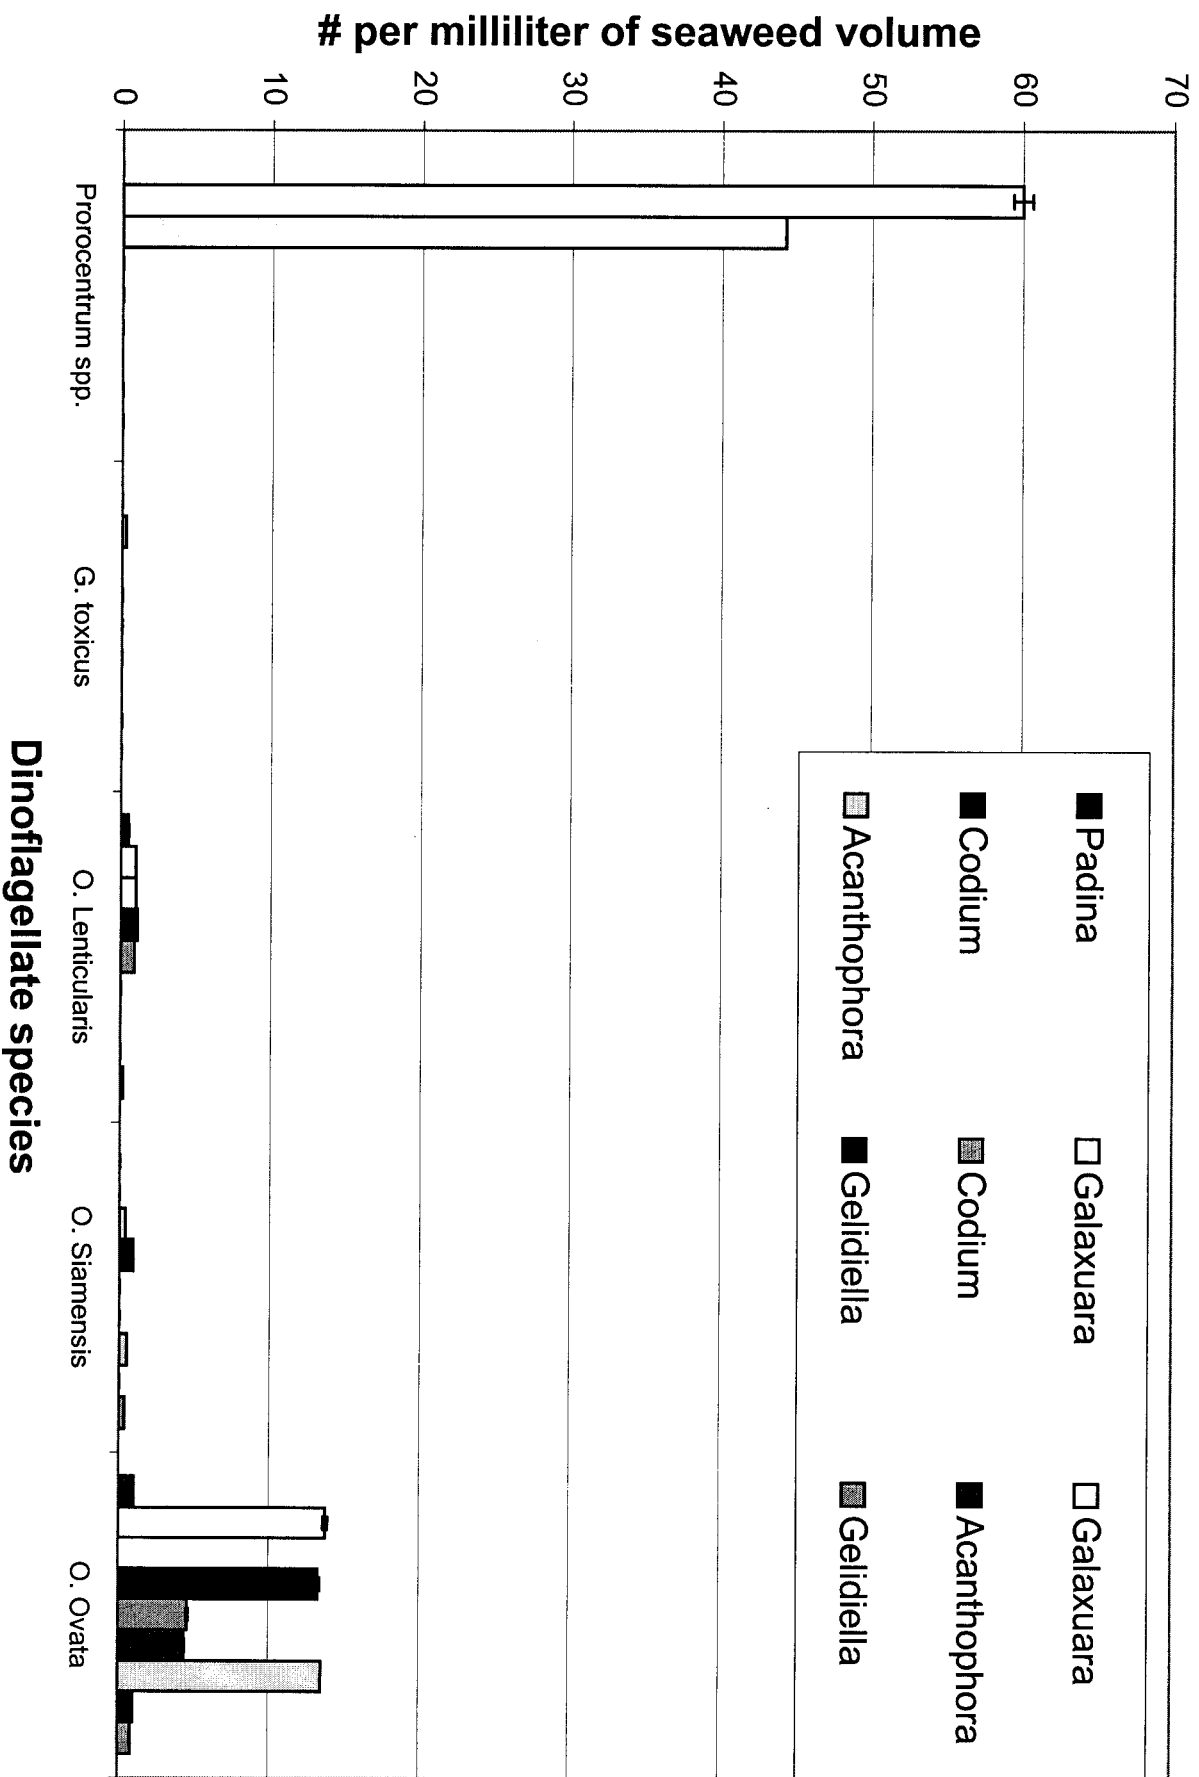 # per milliliter of seaweed volume
70
60
50
40
30
20
10
0
Padina
Galaxuara
Galaxuara
Codium
Codium
Acanthophora
Acanthophora
Gelidiella
Gelidiella
Prorocentrum spp.
G. toxicus
O. Lenticularis
O. Siamensis
O. Ovata
Dinoflagellate species